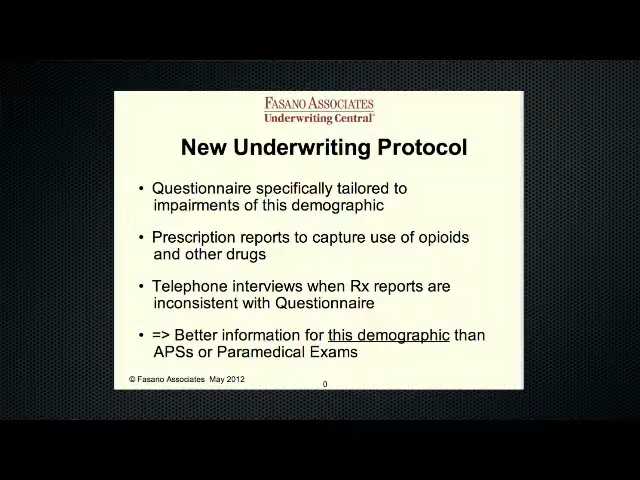 FASANO ASSOCIATES
Underwriting Central
New Underwriting Protocol
• Questionnaire specifically tailored to
impairments of this demographic
• Prescription reports to capture use of opioids
and other drugs
• Telephone interviews when Rx reports are
inconsistent with Questionnaire
• => Better information for this demographic than
APSs or Paramedical Exams
© Fasano Associates May 2012
0